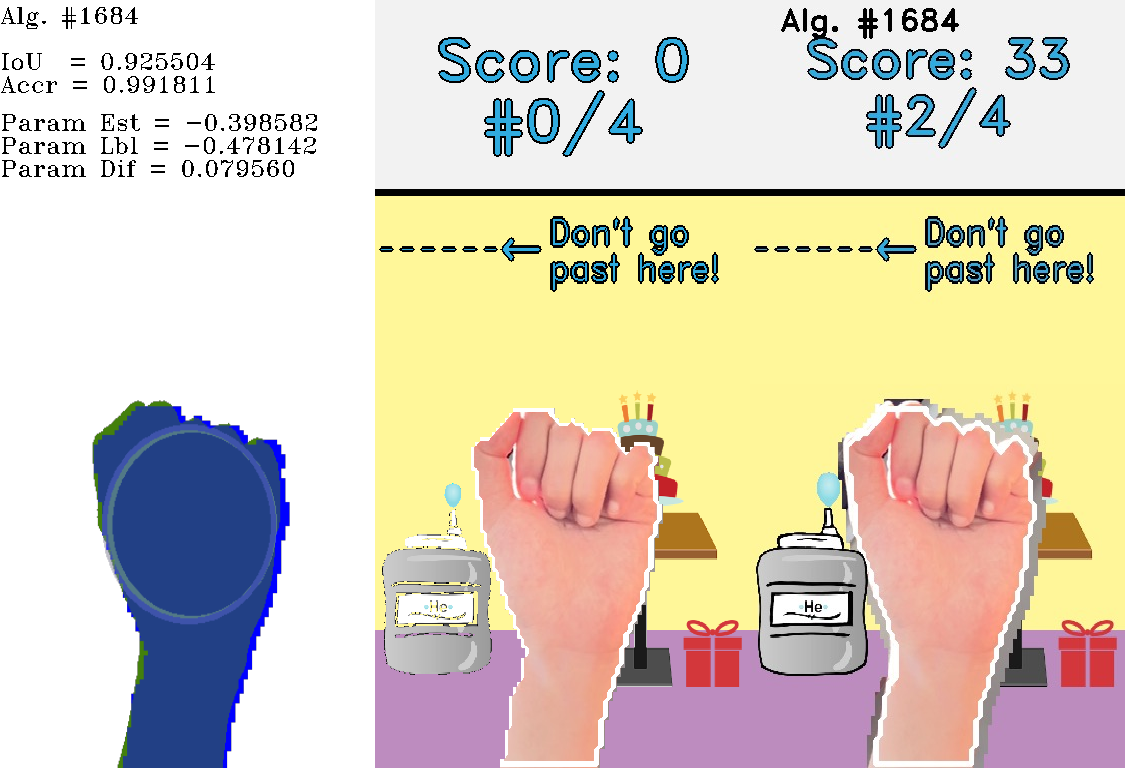 Alg. #1684
IoU = 0.925504
Accr = 0.991811
Param Est = −0.398582
Param Lbl = −0.478142
Param Dif = 0.079560
Score: 0
#0/4
Don't go
past here!
He
Alg. #1684
Score: 33
#2/4
Don't go
past here!
He